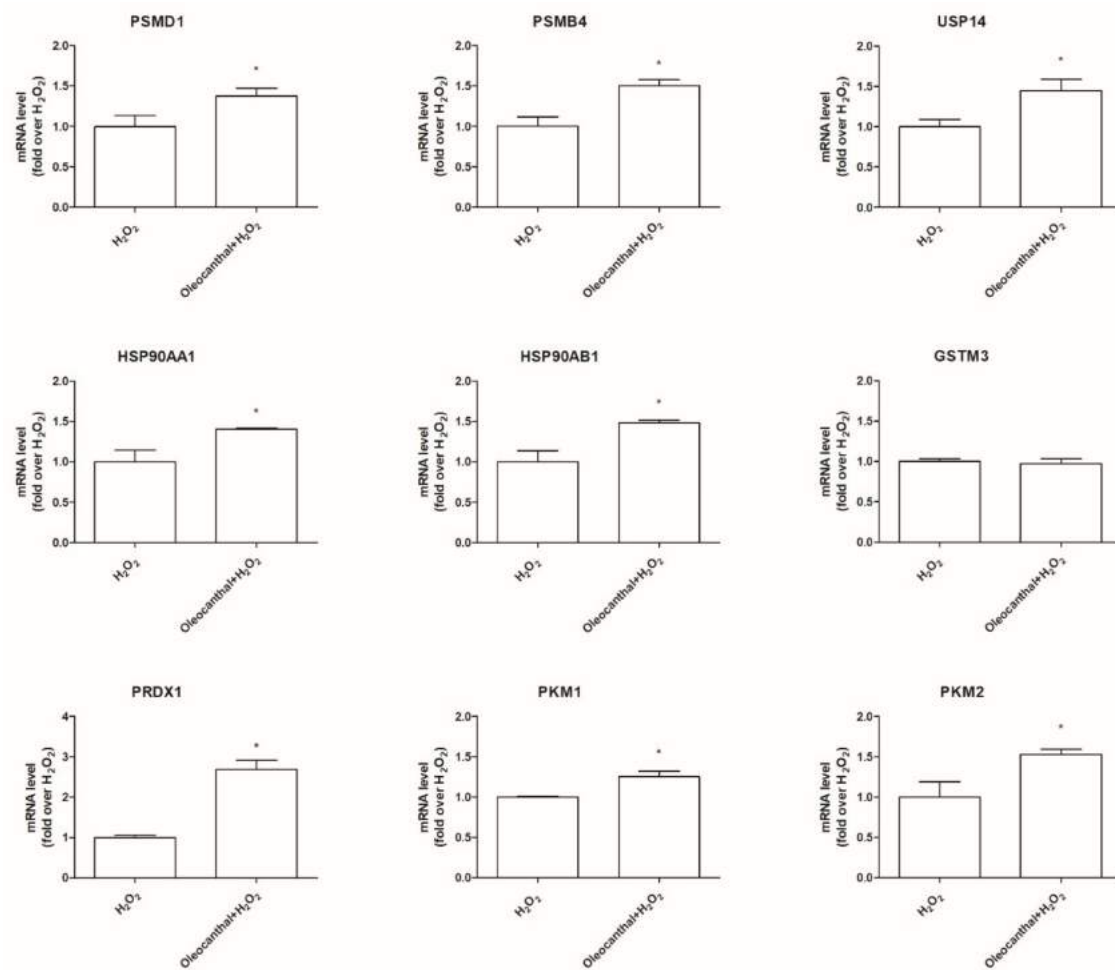 PSMD1
mRNA level
(fold over H₂O₂)
2.0
1.5
1.0
0.5
0.0
*
H₂O₂
Oleocanthal+H₂O₂
PSMB4
mRNA level
(fold over H₂O₂)
2.0
1.5
1.0
0.5
0.0
*
H₂O₂
Oleocanthal+H₂O₂
USP14
mRNA level
(fold over H₂O₂)
2.0
1.5
1.0
0.5
0.0
*
H₂O₂
Oleocanthal+H₂O₂
HSP90AA1
mRNA level
(fold over H₂O₂)
2.0
1.5
1.0
0.5
0.0
*
H₂O₂
Oleocanthal+H₂O₂
HSP90AB1
mRNA level
(fold over H₂O₂)
2.0
1.5
1.0
0.5
0.0
*
H₂O₂
Oleocanthal+H₂O₂
GSTM3
mRNA level
(fold over H₂O₂)
2.0
1.5
1.0
0.5
0.0
H₂O₂
Oleocanthal+H₂O₂
PRDX1
mRNA level
(fold over H₂O₂)
4
3
2
1
0
*
H₂O₂
Oleocanthal+H₂O₂
PKM1
mRNA level
(fold over H₂O₂)
2.0
1.5
1.0
0.5
0.0
*
H₂O₂
Oleocanthal+H₂O₂
PKM2
mRNA level
(fold over H₂O₂)
2.0
1.5
1.0
0.5
0.0
*
H₂O₂
Oleocanthal+H₂O₂